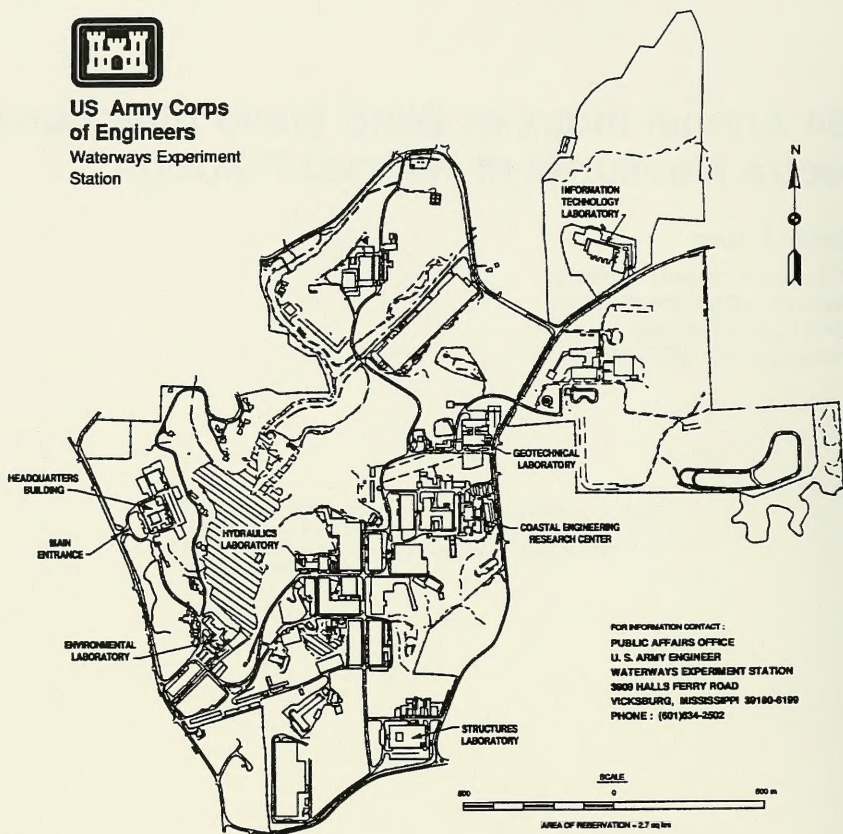 US Army Corps
of Engineers
Waterways Experiment
Station
N
INFORMATION
TECHNOLOGY
LABORATORY
GEOTECHNICAL
LABORATORY
HEADQUARTERS
BUILDING
MAIN
ENTRANCE
HYDRAULICS
LABORATORY
COASTAL ENGINEERING
RESEARCH CENTER
ENVIRONMENTAL
LABORATORY
STRUCTURES
LABORATORY
FOR INFORMATION CONTACT :
PUBLIC AFFAIRS OFFICE
U. S. ARMY ENGINEER
WATERWAYS EXPERIMENT STATION
3909 HALLS FERRY ROAD
VICKSBURG, MISSISSIPPI 39180-6199
PHONE : (601)634-2502
SCALE
500 0 500 m
AREA OF RESERVATION - 2.7 sq km